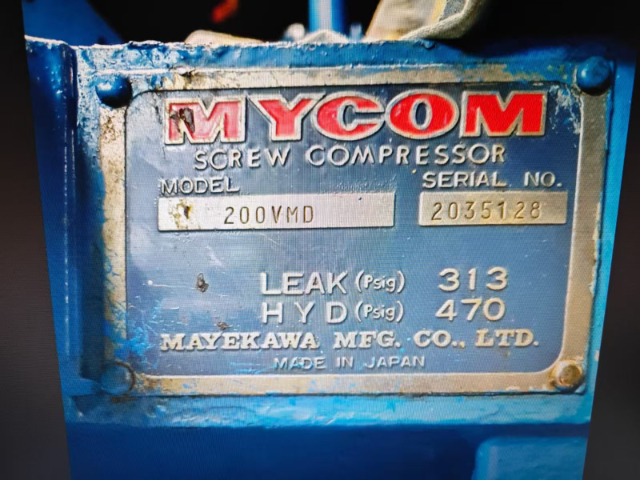 MYCOM
SCREW COMPRESSOR
MODEL SERIAL NO.
200VMD 2035128
LEAK (Psig) 313
HYD (Psig) 470
MAYEKAWA MFG. CO., LTD.
MADE IN JAPAN